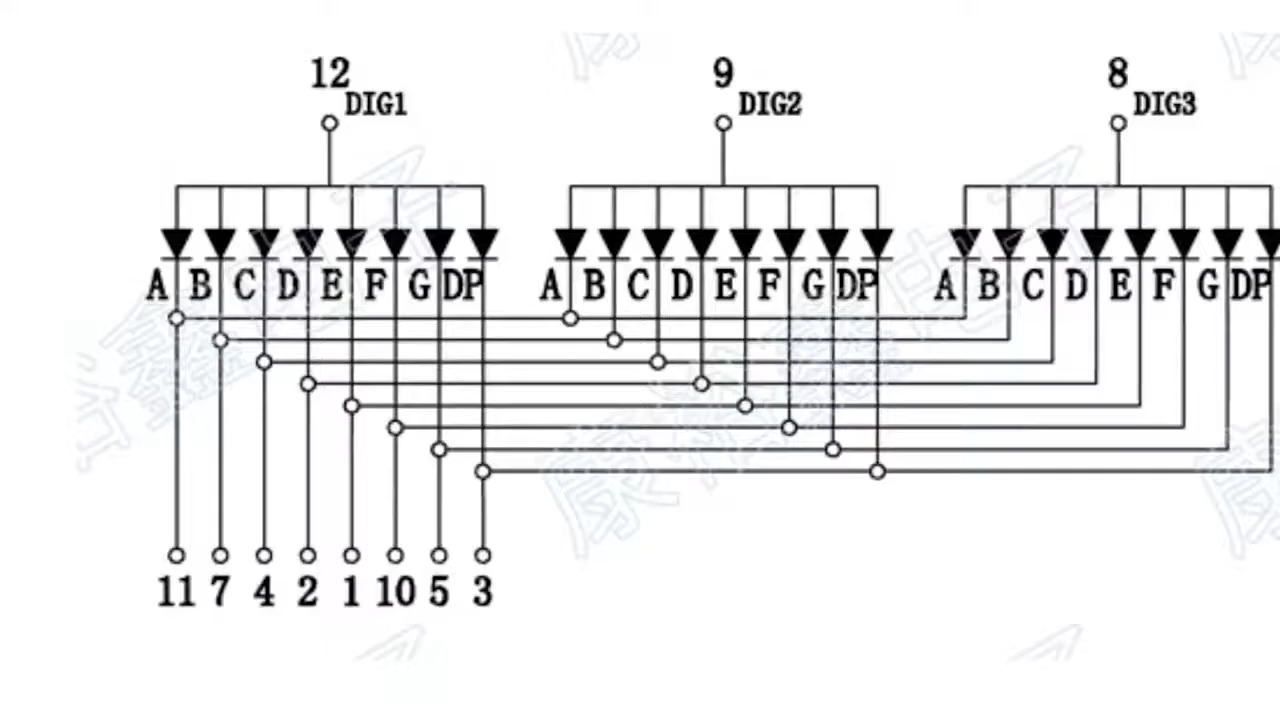 12 9 8
DIG1 DIG2 DIG3
A B C D E F G DP A B C D E F G DP A B C D E F G DP
11 7 4 2 1 10 5 3